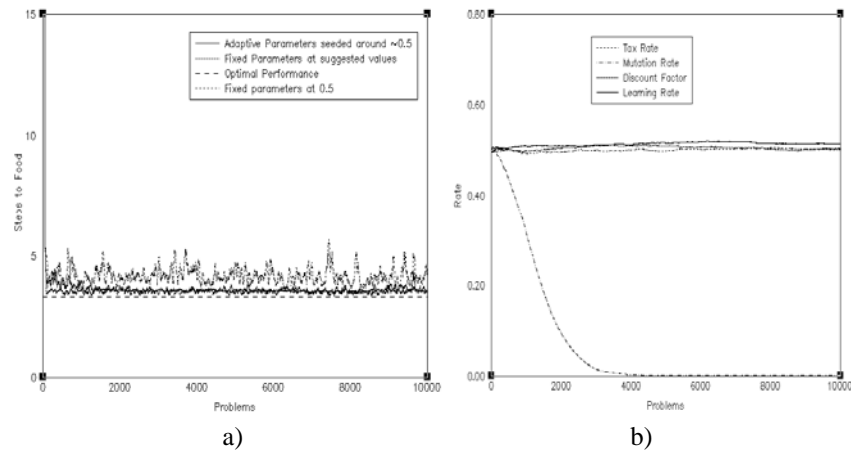 15
10
5
0
Steps to Food
Adaptive Parameters seeded around ~0.5
Fixed Parameters at suggested values
Optimal Performance
Fixed parameters at 0.5
0
2000
4000
6000
8000
10000
Problems
a)
0.80
0.60
0.40
0.20
0.00
Rate
Tax Rate
Mutation Rate
Discount Factor
Learning Rate
0
2000
4000
6000
8000
10000
Problems
b)